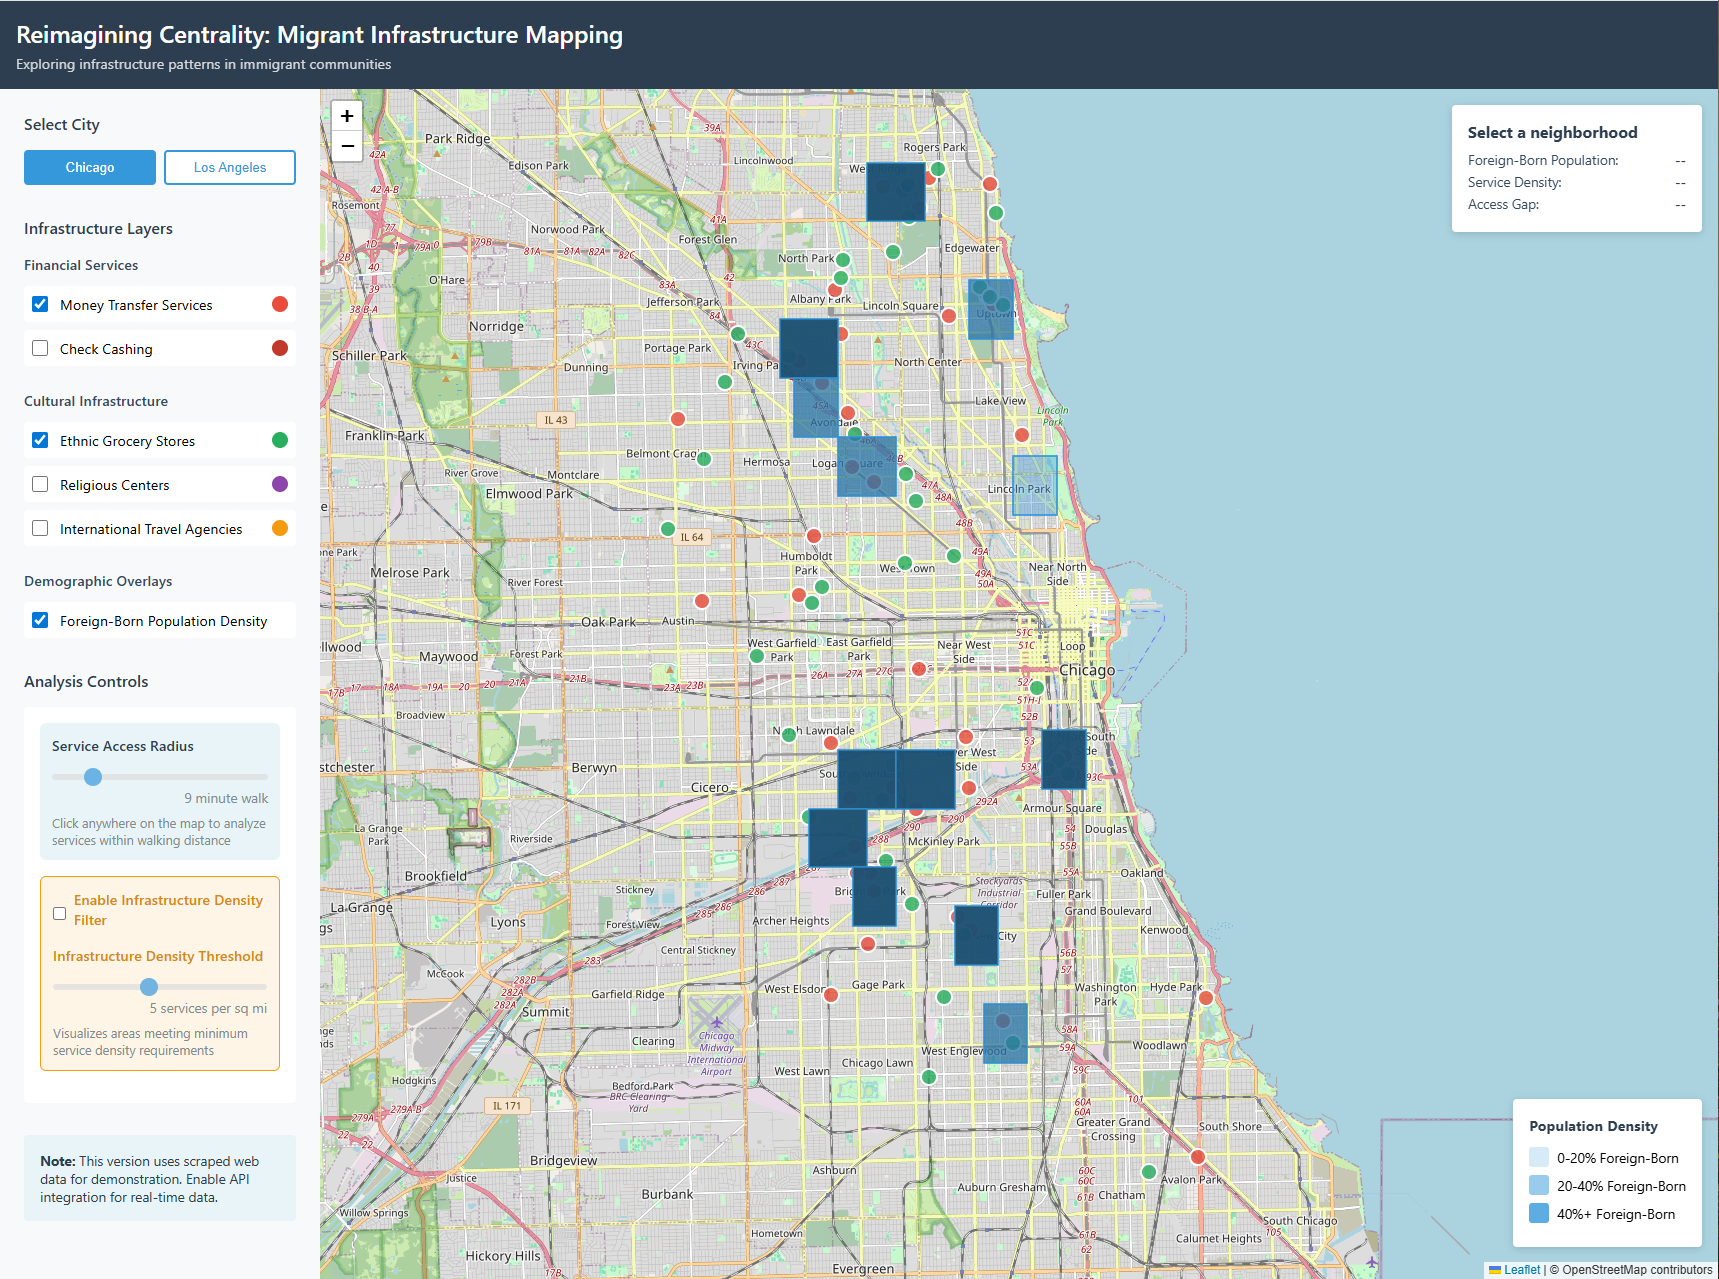 Reimagining Centrality: Migrant Infrastructure Mapping
Exploring infrastructure patterns in immigrant communities
Select City
Chicago
Los Angeles
Infrastructure Layers
Financial Services
Money Transfer Services
Check Cashing
Cultural Infrastructure
Ethnic Grocery Stores
Religious Centers
International Travel Agencies
Demographic Overlays
Foreign-Born Population Density
Analysis Controls
Service Access Radius
9 minute walk
Click anywhere on the map to analyze
services within walking distance
Enable Infrastructure Density
Filter
Infrastructure Density Threshold
5 services per sq mi
Visualizes areas meeting minimum
service density requirements
Note: This version uses scraped web
data for demonstration. Enable API
integration for real-time data.
+
−
Select a neighborhood
Foreign-Born Population: --
Service Density: --
Access Gap: --
Park Ridge
Edison Park
Lincolnwood
Rogers Park
39A
42A
42 A-B
Rosemont
41A
Norwood Park
Forest Glen
Edgewater
North Park
O'Hare
Jefferson Park
Albany Park
Lincoln Square
Uptown
Norridge
Portage Park
Schiller Park
Dunning
Irving Pa
North Center
Lake View
Lincoln
Park
IL 43
Avondale
Franklin Park
Belmont Cragin
Hermosa
Logan Square
River Grove
Montclare
Elmwood Park
Lincoln Park
IL 64
Humboldt
Park
West Town
Near North
Side
Melrose Park
River Forest
Oak Park
Austin
West Garfield
Park
East Garfield
Park
Near West
Side
Loop
Chicago
Maywood
Forest Park
Broadview
North Lawndale
Berwyn
Cicero
Armour Square
Douglas
La Grange
Park
Riverside
McKinley Park
Oakland
Brookfield
Stickney
Stockyards
Industrial
Corridor
Fuller Park
Grand Boulevard
La Grange
Lyons
Forest View
Archer Heights
Kenwood
Central Stickney
McCook
Garfield Ridge
West Elsdon
Gage Park
Washington
Park
Hyde Park
Summit
Clearing
Chicago
Midway
International
Airport
Chicago Lawn
West Englewood
Woodlawn
Hodgkins
Bedford Park
BRC Clearing
Yard
West Lawn
IL 171
Greater Grand
Crossing
South Shore
Bridgeview
Justice
Ashburn
Avalon Park
Willow Springs
Burbank
Auburn Gresham
Chatham
South Chicago
Hometown
Calumet Heights
Hickory Hills
Evergreen
Population Density
0-20% Foreign-Born
20-40% Foreign-Born
40%+ Foreign-Born
Leaflet | © OpenStreetMap contributors